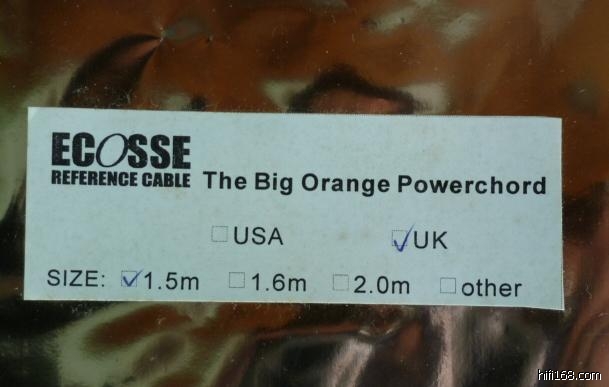 ECOSSE
REFERENCE CABLE The Big Orange Powerchord
USA UK
SIZE: 1.5m 1.6m 2.0m other
hifi168.com